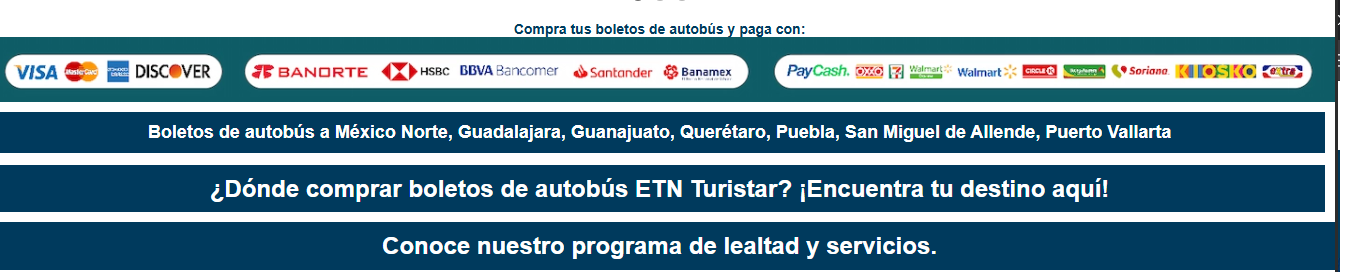 Compra tus boletos de autobús y paga con:
VISA MasterCard AMERICAN EXPRESS DISCOVER BANORTE HSBC BBVA Bancomer Santander Banamex PayCash. OXXO 7 Walmart Walmart CIRCLE K Soriana. KIOSKO extra
Boletos de autobús a México Norte, Guadalajara, Guanajuato, Querétaro, Puebla, San Miguel de Allende, Puerto Vallarta
¿Dónde comprar boletos de autobús ETN Turistar? ¡Encuentra tu destino aquí!
Conoce nuestro programa de lealtad y servicios.